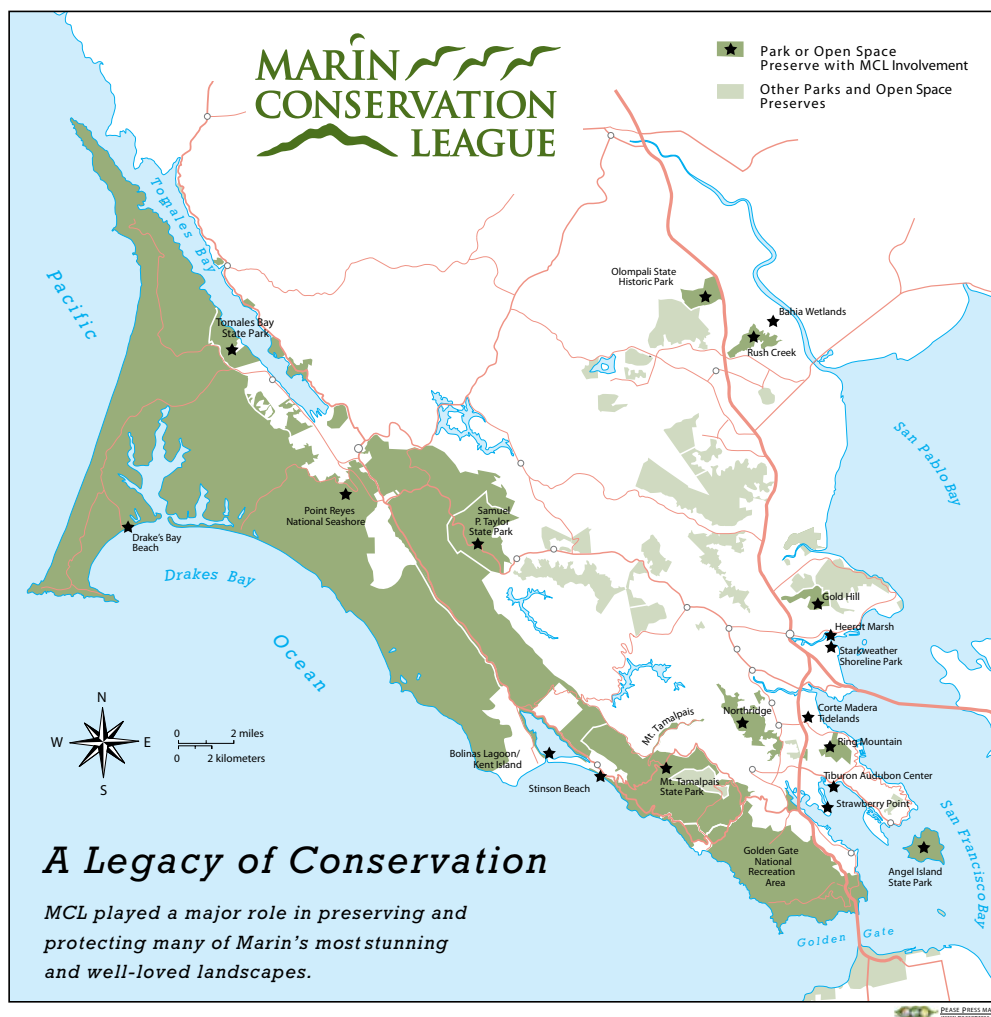 MARIN
CONSERVATION
LEAGUE
Park or Open Space
Preserve with MCL Involvement
Other Parks and Open Space
Preserves
Tomales Bay
Pacific
Olompali State
Historic Park
Bahia Wetlands
Rush Creek
Tomales Bay
State Park
San Pablo Bay
Point Reyes
National Seashore
Samuel
P. Taylor
State Park
Drake's Bay
Beach
Drakes Bay
Gold Hill
Heerdt Marsh
Starkweather
Shoreline Park
Ocean
N
W
E
S
0 2 miles
0 2 kilometers
Northridge
Mt. Tamalpais
Corte Madera
Tidelands
Ring Mountain
Bolinas Lagoon/
Kent Island
Stinson Beach
Mt. Tamalpais
State Park
Tiburon Audubon Center
Strawberry Point
San Francisco Bay
Golden Gate
National
Recreation
Area
Angel Island
State Park
Golden Gate
A Legacy of Conservation
MCL played a major role in preserving and
protecting many of Marin's most stunning
and well-loved landscapes.
PEASE PRESS MA